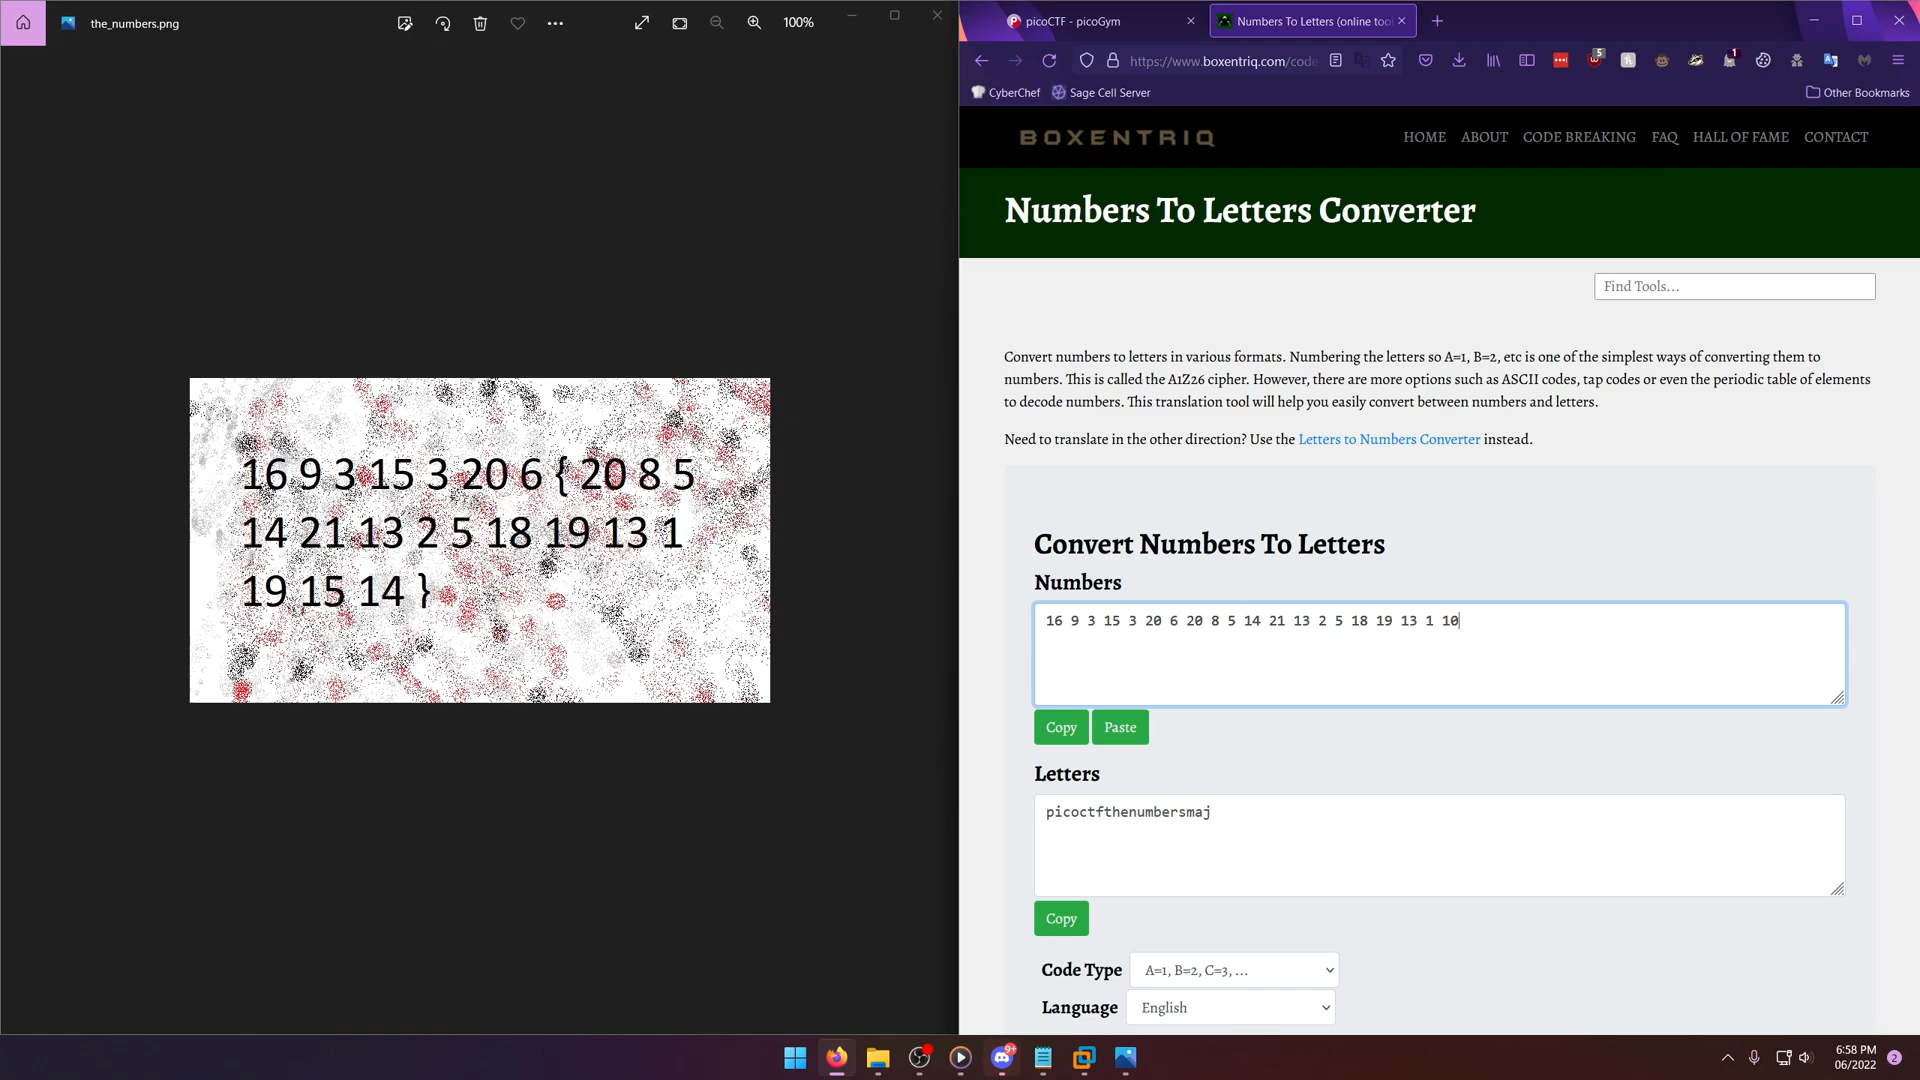 the_numbers.png
100%
16 9 3 15 3 20 6 { 20 8 5
14 21 13 2 5 18 19 13 1
19 15 14 }
picoCTF - picoGym
Numbers To Letters (online tool
https://www.boxentriq.com/code
5
1
CyberChef
Sage Cell Server
Other Bookmarks
BOXENTRIQ
HOME ABOUT CODE BREAKING FAQ HALL OF FAME CONTACT
Numbers To Letters Converter
Find Tools...
Convert numbers to letters in various formats. Numbering the letters so A=1, B=2, etc is one of the simplest ways of converting them to
numbers. This is called the A1Z26 cipher. However, there are more options such as ASCII codes, tap codes or even the periodic table of elements
to decode numbers. This translation tool will help you easily convert between numbers and letters.
Need to translate in the other direction? Use the Letters to Numbers Converter instead.
Convert Numbers To Letters
Numbers
16 9 3 15 3 20 6 20 8 5 14 21 13 2 5 18 19 13 1 10
Copy Paste
Letters
picoctfthenumbersmaj
Copy
Code Type A=1, B=2, C=3, ...
Language English
9+
6:58 PM
06/2022
2